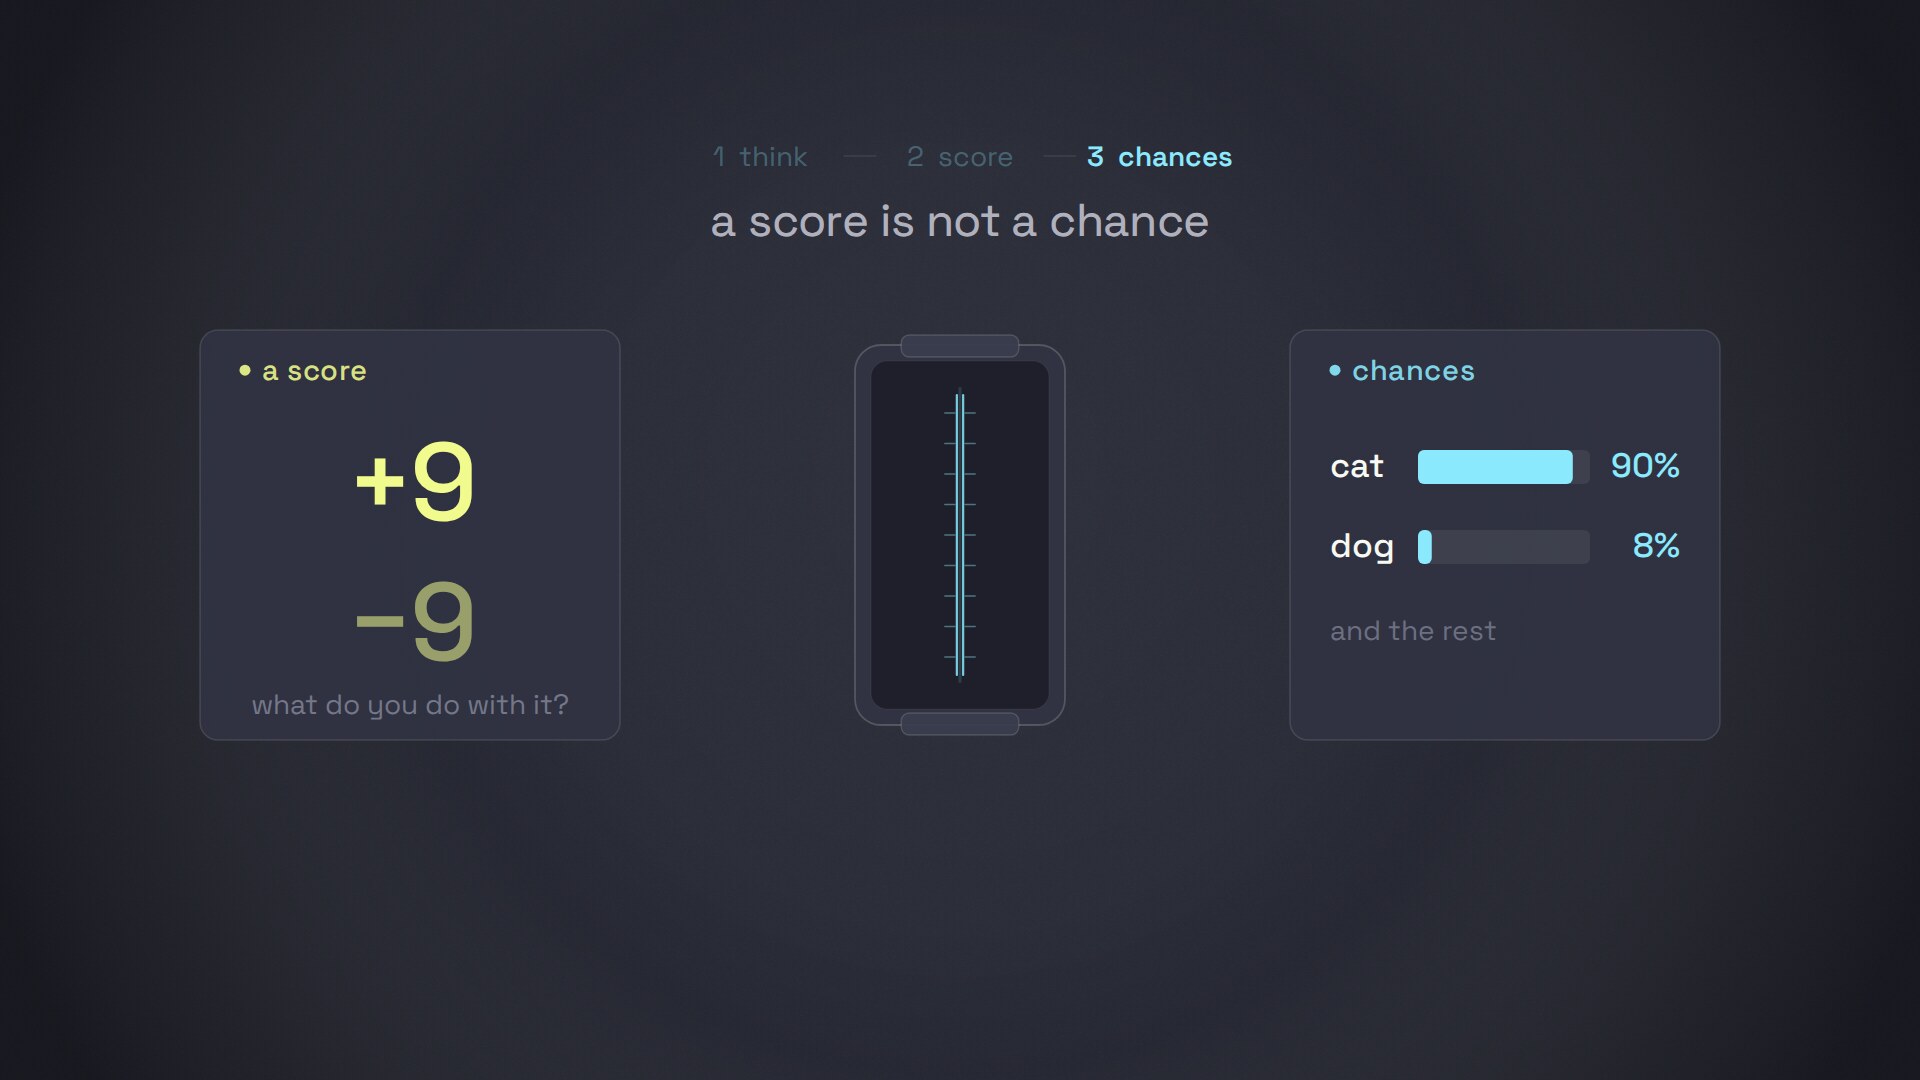 1 think — 2 score — 3 chances
a score is not a chance
a score
+9
−9
what do you do with it?
chances
cat 90%
dog 8%
and the rest